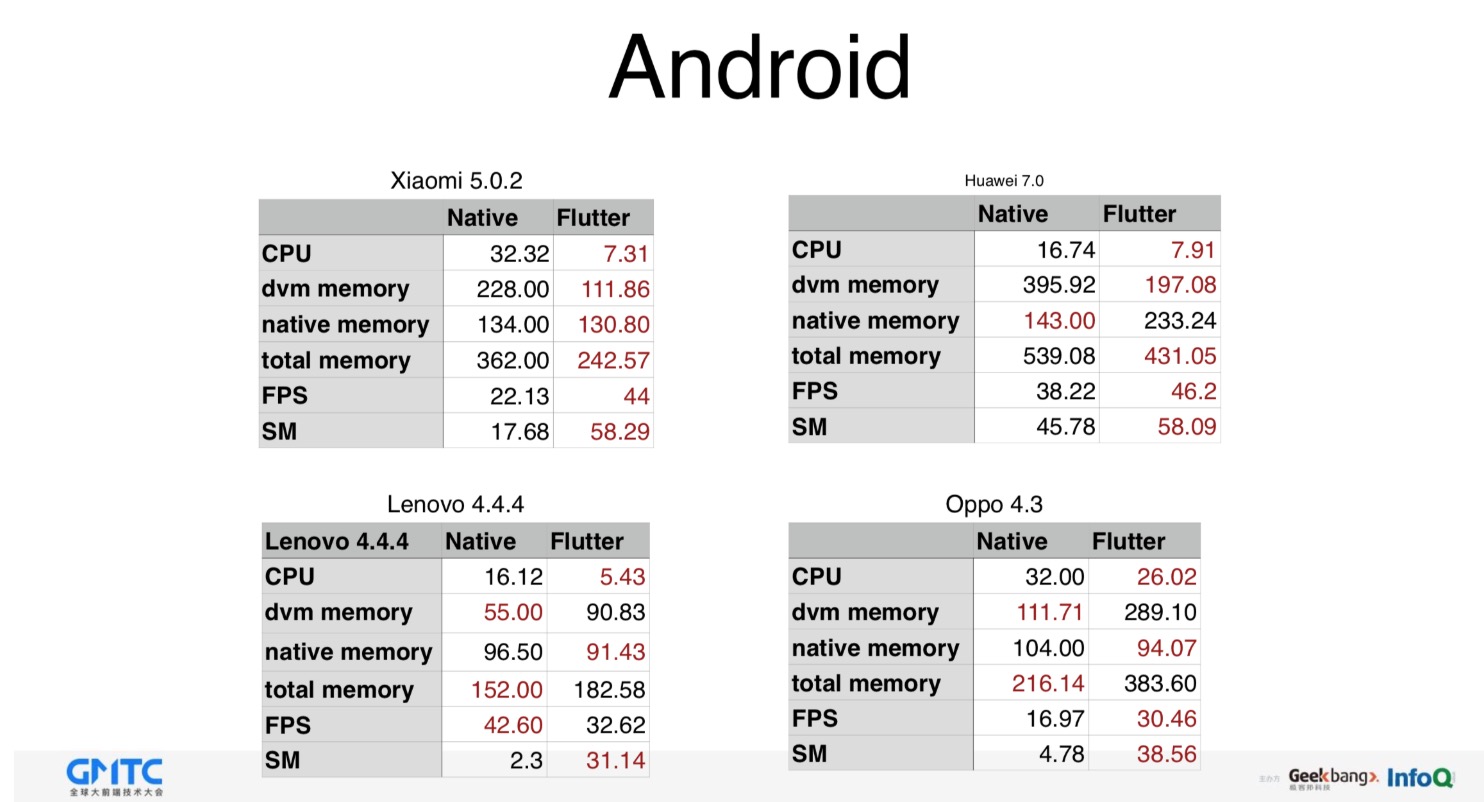 Android
Xiaomi 5.0.2
Native Flutter
CPU 32.32 7.31
dvm memory 228.00 111.86
native memory 134.00 130.80
total memory 362.00 242.57
FPS 22.13 44
SM 17.68 58.29
Huawei 7.0
Native Flutter
CPU 16.74 7.91
dvm memory 395.92 197.08
native memory 143.00 233.24
total memory 539.08 431.05
FPS 38.22 46.2
SM 45.78 58.09
Lenovo 4.4.4
Lenovo 4.4.4 Native Flutter
CPU 16.12 5.43
dvm memory 55.00 90.83
native memory 96.50 91.43
total memory 152.00 182.58
FPS 42.60 32.62
SM 2.3 31.14
Oppo 4.3
Native Flutter
CPU 32.00 26.02
dvm memory 111.71 289.10
native memory 104.00 94.07
total memory 216.14 383.60
FPS 16.97 30.46
SM 4.78 38.56
GMTC
全球大前端技术大会
主办方 Geekbang>. InfoQ
极客邦科技